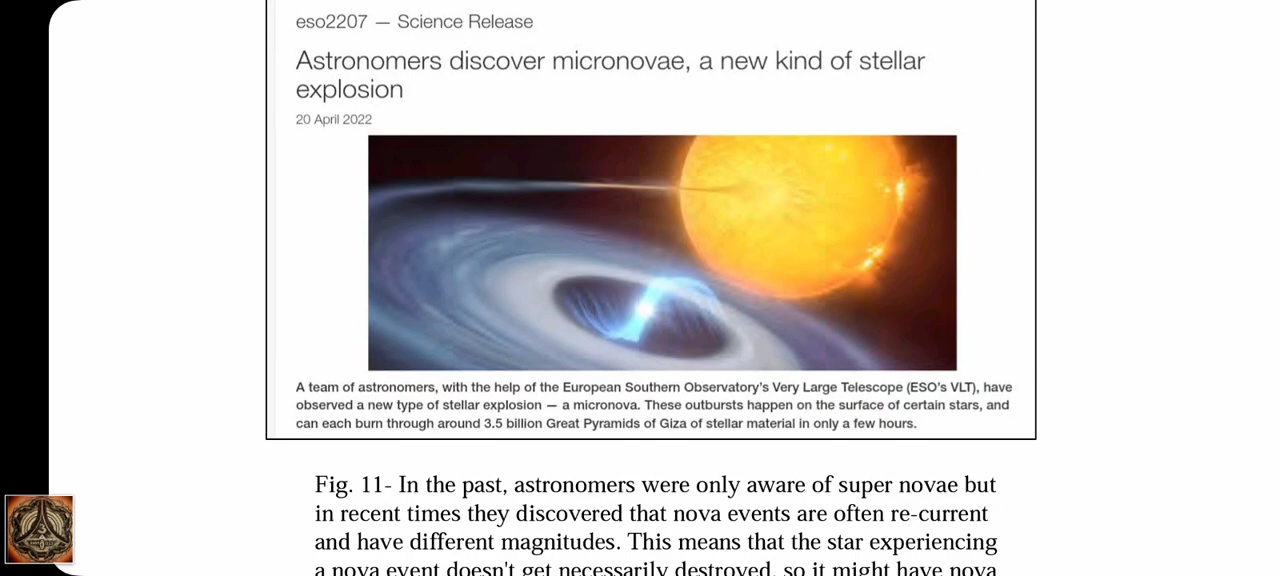 eso2207 — Science Release
Astronomers discover micronovae, a new kind of stellar
explosion
20 April 2022
A team of astronomers, with the help of the European Southern Observatory's Very Large Telescope (ESO's VLT), have
observed a new type of stellar explosion — a micronova. These outbursts happen on the surface of certain stars, and
can each burn through around 3.5 billion Great Pyramids of Giza of stellar material in only a few hours.
Fig. 11- In the past, astronomers were only aware of super novae but
in recent times they discovered that nova events are often re-current
and have different magnitudes. This means that the star experiencing
a nova event doesn't get necessarily destroyed, so it might have nova